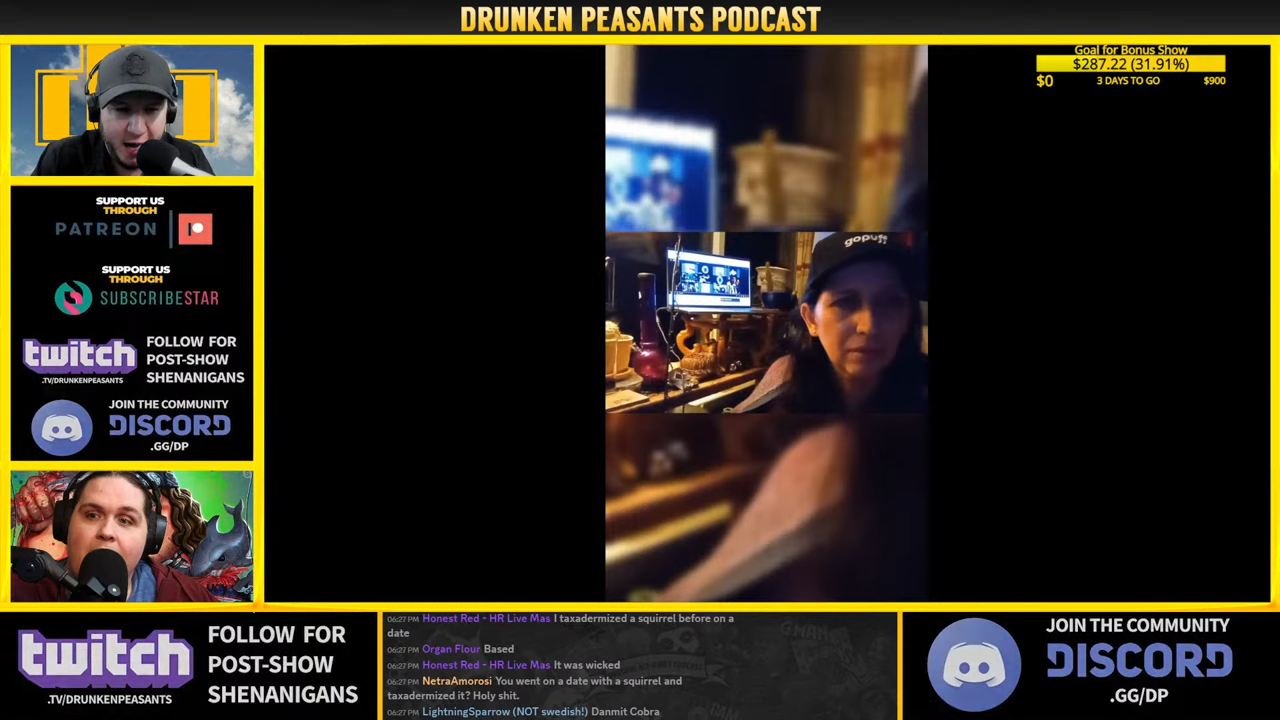 DRUNKEN PEASANTS PODCAST
Goal for Bonus Show
$287.22 (31.91%)
$0
3 DAYS TO GO
$900
SUPPORT US
THROUGH
PATREON
SUPPORT US
THROUGH
SUBSCRIBESTAR
twitch
.TV/DRUNKENPEASANTS
FOLLOW FOR
POST-SHOW
SHENANIGANS
JOIN THE COMMUNITY
DISCORD
.GG/DP
gopuff
twitch
.TV/DRUNKENPEASANTS
FOLLOW FOR
POST-SHOW
SHENANIGANS
06:27 PM Honest Red - HR Live Mas I taxadermized a squirrel before on a
date
06:27 PM Organ Flour Based
06:27 PM Honest Red - HR Live Mas It was wicked
06:27 PM NetraAmorosi You went on a date with a squirrel and
taxadermized it? Holy shit.
06:27 PM LightningSparrow (NOT swedish!) Danmit Cobra
JOIN THE COMMUNITY
DISCORD
.GG/DP